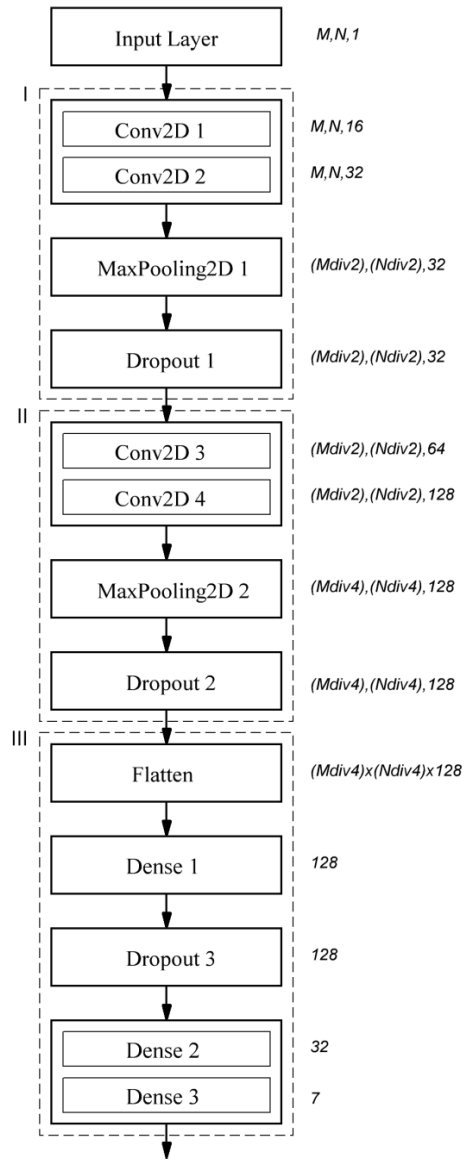 Input Layer M,N,1
I
Conv2D 1 M,N,16
Conv2D 2 M,N,32
MaxPooling2D 1 (Mdiv2),(Ndiv2),32
Dropout 1 (Mdiv2),(Ndiv2),32
II
Conv2D 3 (Mdiv2),(Ndiv2),64
Conv2D 4 (Mdiv2),(Ndiv2),128
MaxPooling2D 2 (Mdiv4),(Ndiv4),128
Dropout 2 (Mdiv4),(Ndiv4),128
III
Flatten (Mdiv4)x(Ndiv4)x128
Dense 1 128
Dropout 3 128
Dense 2 32
Dense 3 7